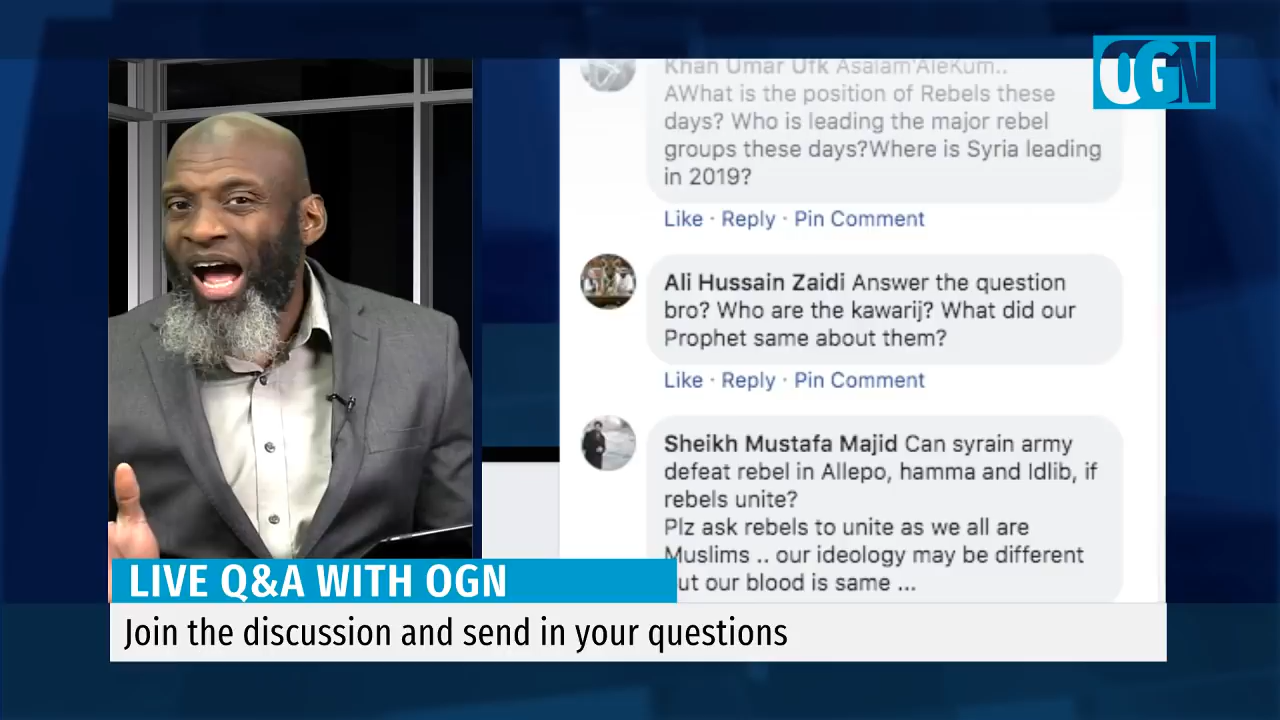 OGN
Khan Umar Ufk Asalam'AleKum..
AWhat is the position of Rebels these
days? Who is leading the major rebel
groups these days?Where is Syria leading
in 2019?
Like · Reply · Pin Comment
Ali Hussain Zaidi Answer the question
bro? Who are the kawarij? What did our
Prophet same about them?
Like · Reply · Pin Comment
Sheikh Mustafa Majid Can syrain army
defeat rebel in Allepo, hamma and Idlib, if
rebels unite?
Plz ask rebels to unite as we all are
Muslims .. our ideology may be different
ut our blood is same ...
LIVE Q&A WITH OGN
Join the discussion and send in your questions